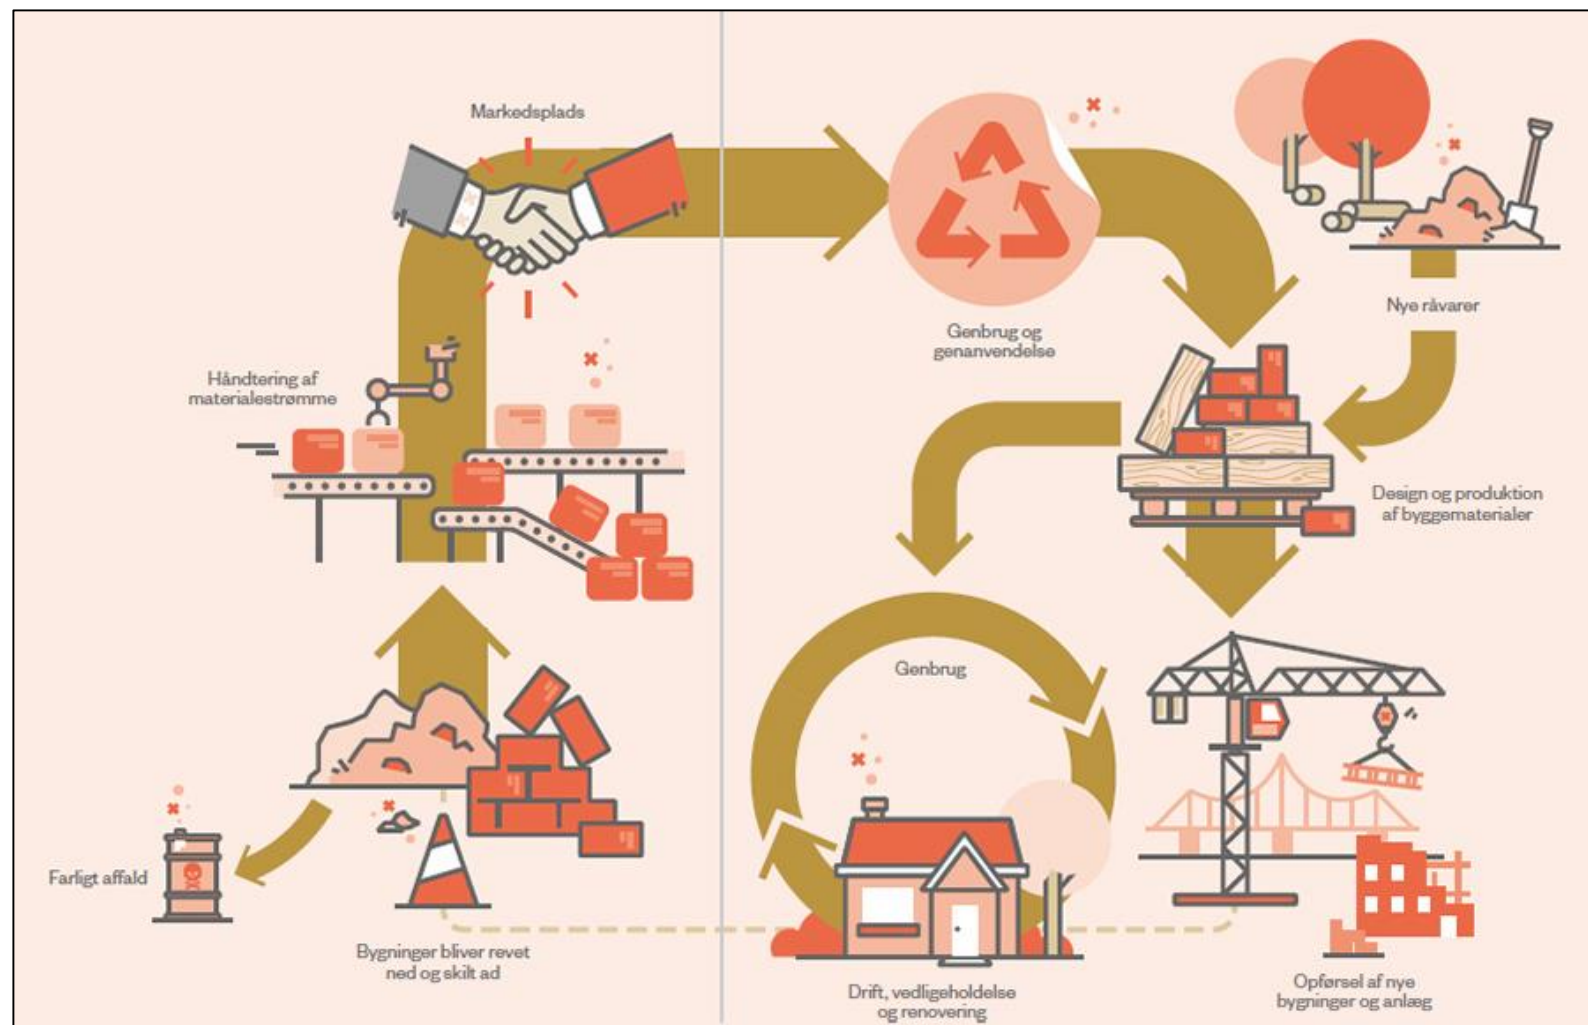 Markedsplads
Genbrug og
genanvendelse
Nye råvarer
Håndtering af
materialestrømme
Design og produktion
af byggematerialer
Genbrug
Farligt affald
Bygninger bliver revet
ned og skilt ad
Drift, vedligeholdelse
og renovering
Opførsel af nye
bygninger og anlæg